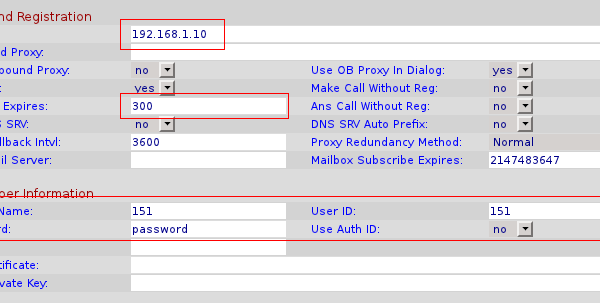 nd Registration
192.168.1.10
d Proxy:
ound Proxy: no Use OB Proxy In Dialog: yes
: yes Make Call Without Reg: no
Expires: 300 Ans Call Without Reg: no
SRV: no DNS SRV Auto Prefix: no
llback Intvl: 3600 Proxy Redundancy Method: Normal
il Server: Mailbox Subscribe Expires: 2147483647
ber Information
Name: 151 User ID: 151
rd: password Use Auth ID: no
tificate:
vate Key: